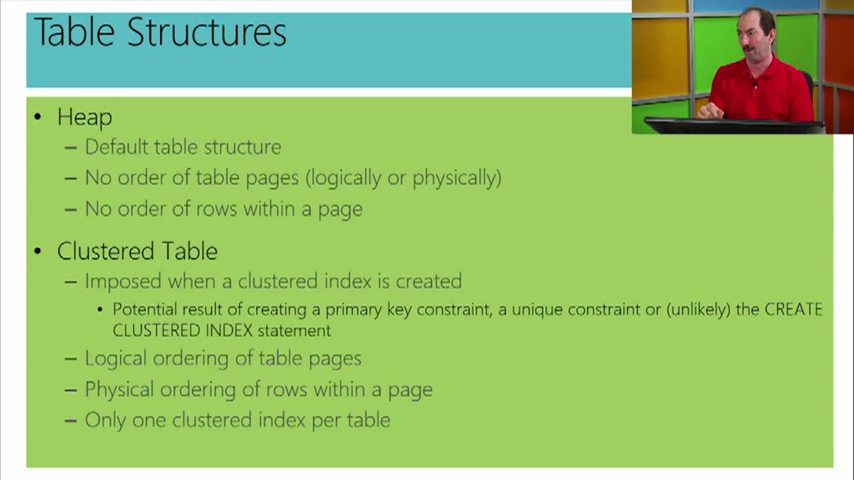 Table Structures
• Heap
– Default table structure
– No order of table pages (logically or physically)
– No order of rows within a page
• Clustered Table
– Imposed when a clustered index is created
• Potential result of creating a primary key constraint, a unique constraint or (unlikely) the CREATE
CLUSTERED INDEX statement
– Logical ordering of table pages
– Physical ordering of rows within a page
– Only one clustered index per table